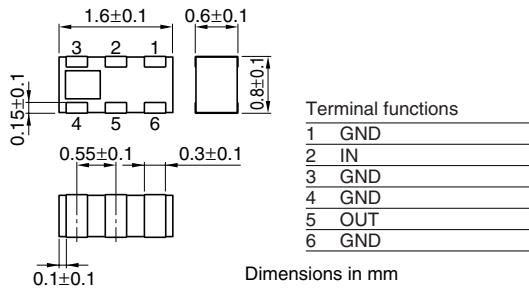 1.6±0.1
0.6±0.1
3 2 1
0.8±0.1
0.15±0.1
4 5 6
0.55±0.1
0.3±0.1
0.1±0.1
Terminal functions
1 GND
2 IN
3 GND
4 GND
5 OUT
6 GND
Dimensions in mm